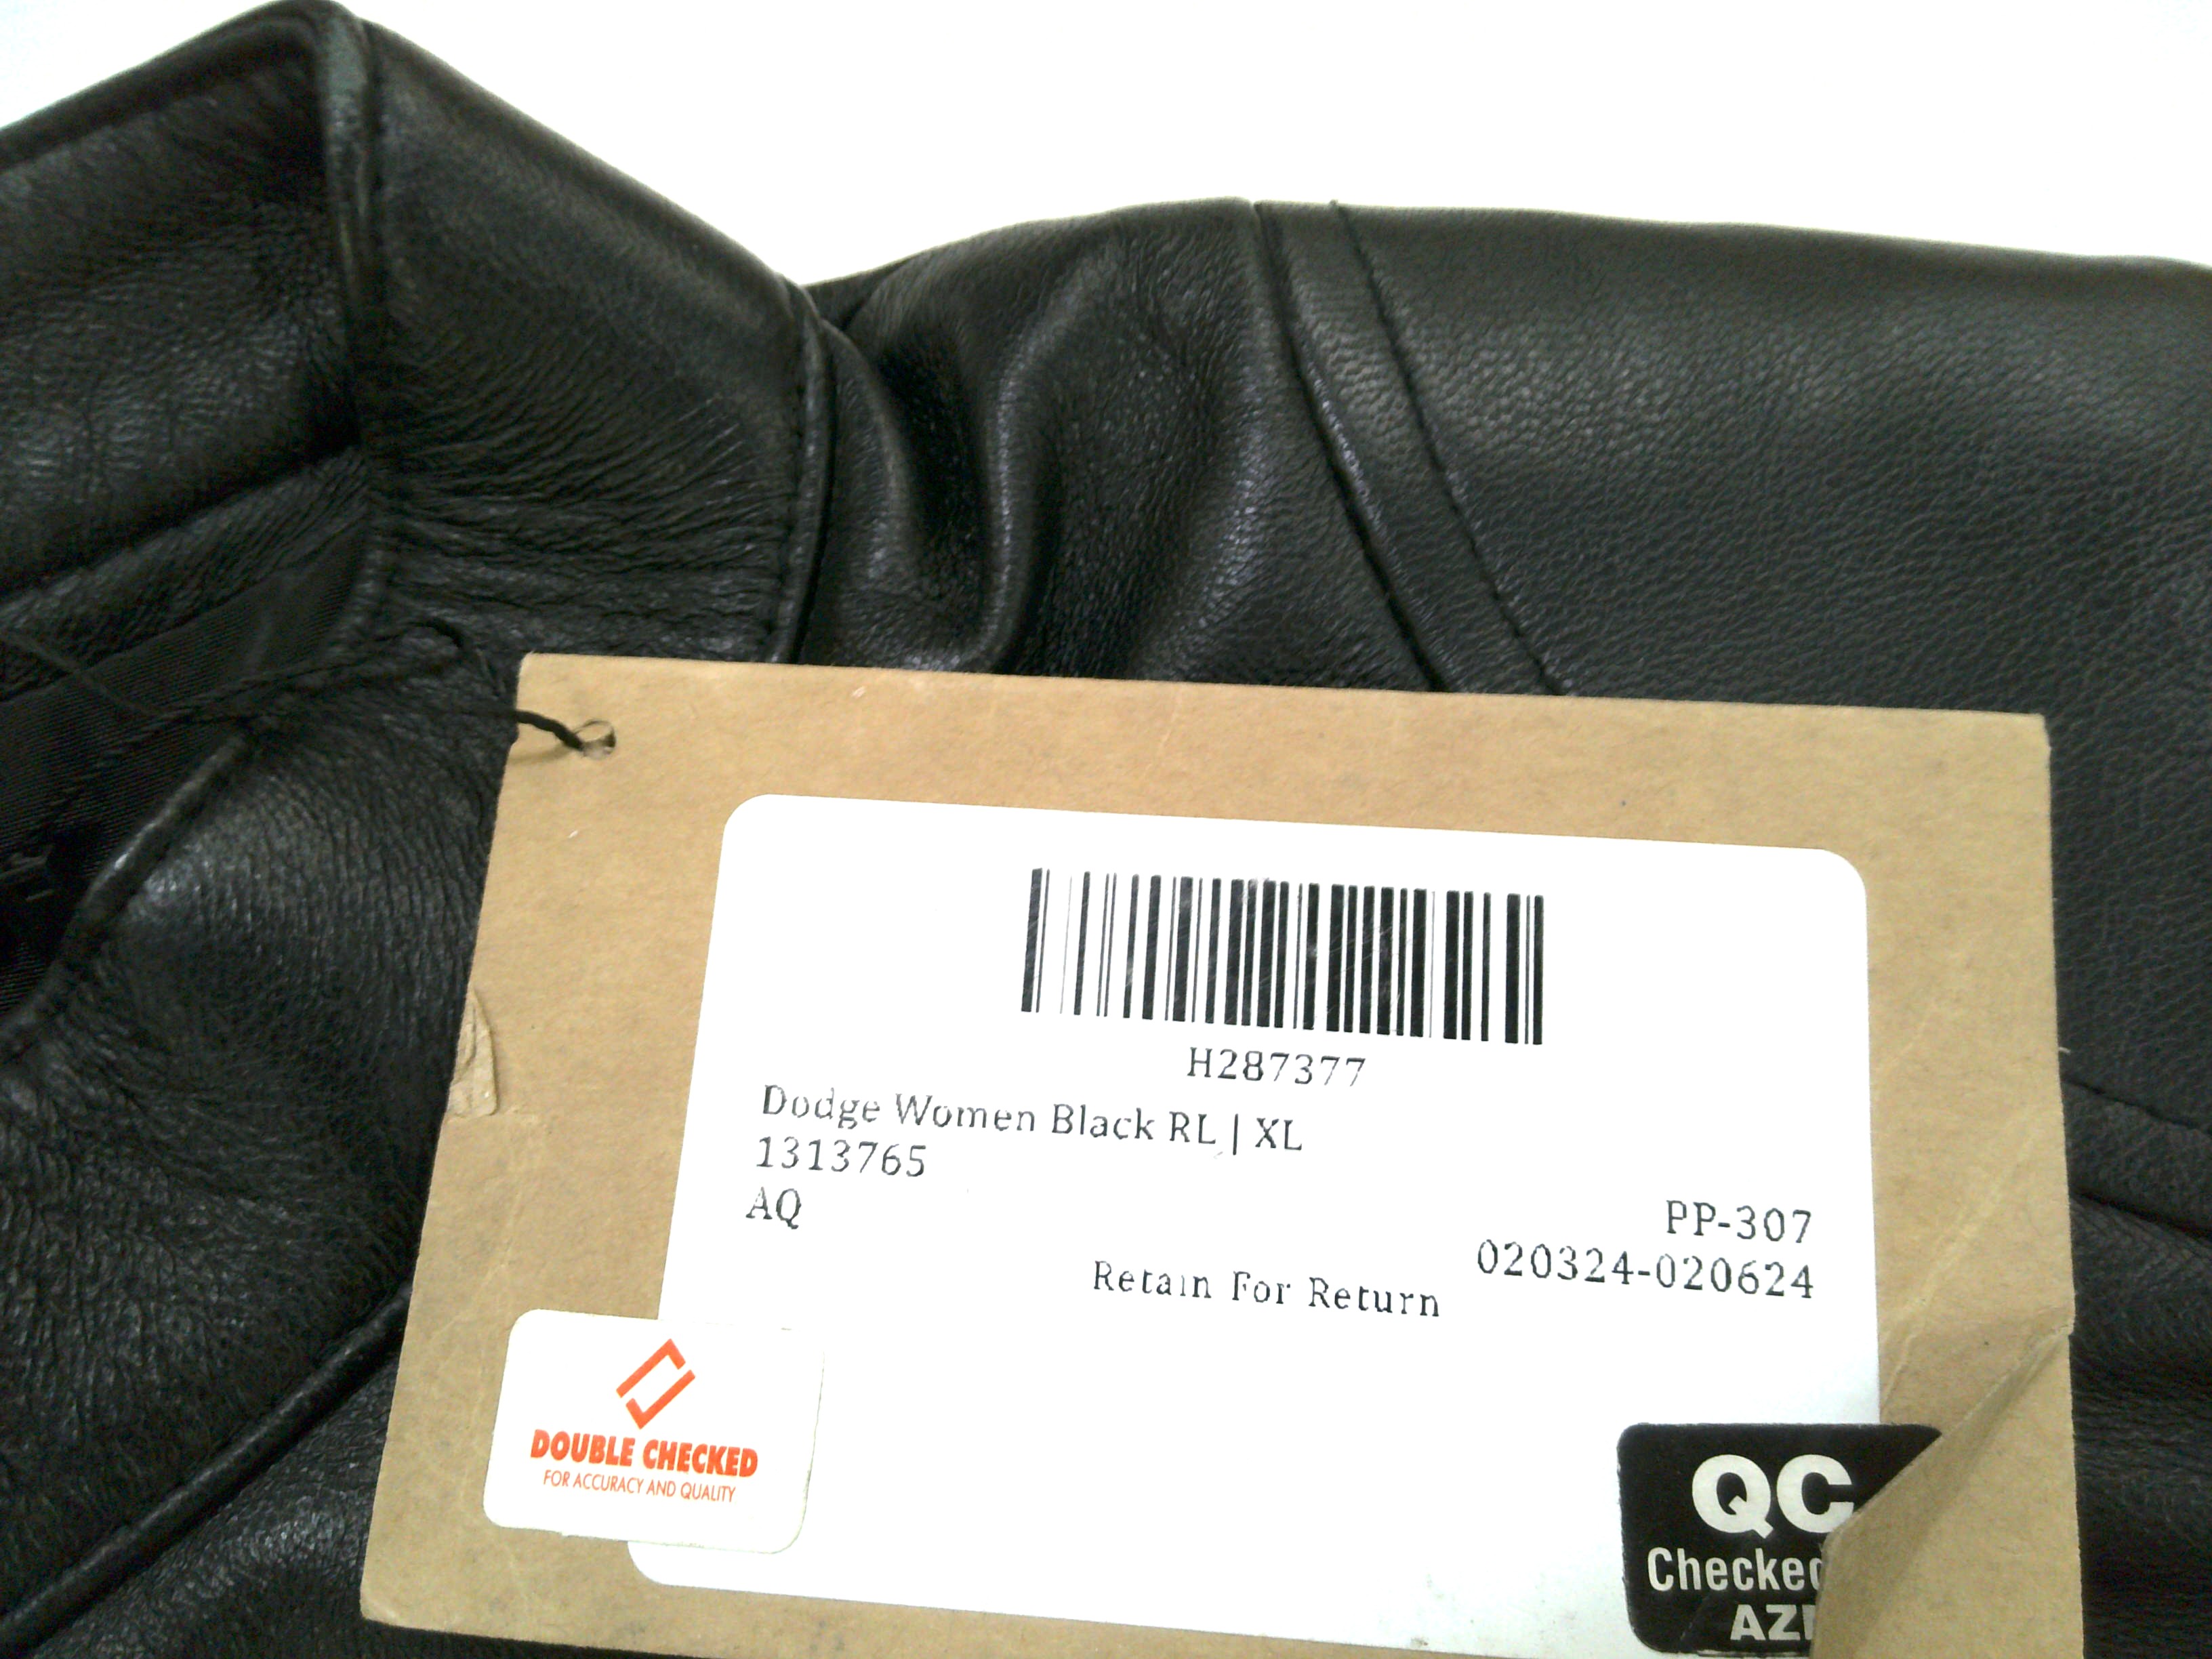 H287377
Dodge Women Black RL | XL
1313765
AQ
PP-307
020324-020624
Retain For Return
DOUBLE CHECKED
FOR ACCURACY AND QUALITY
QC
Checked